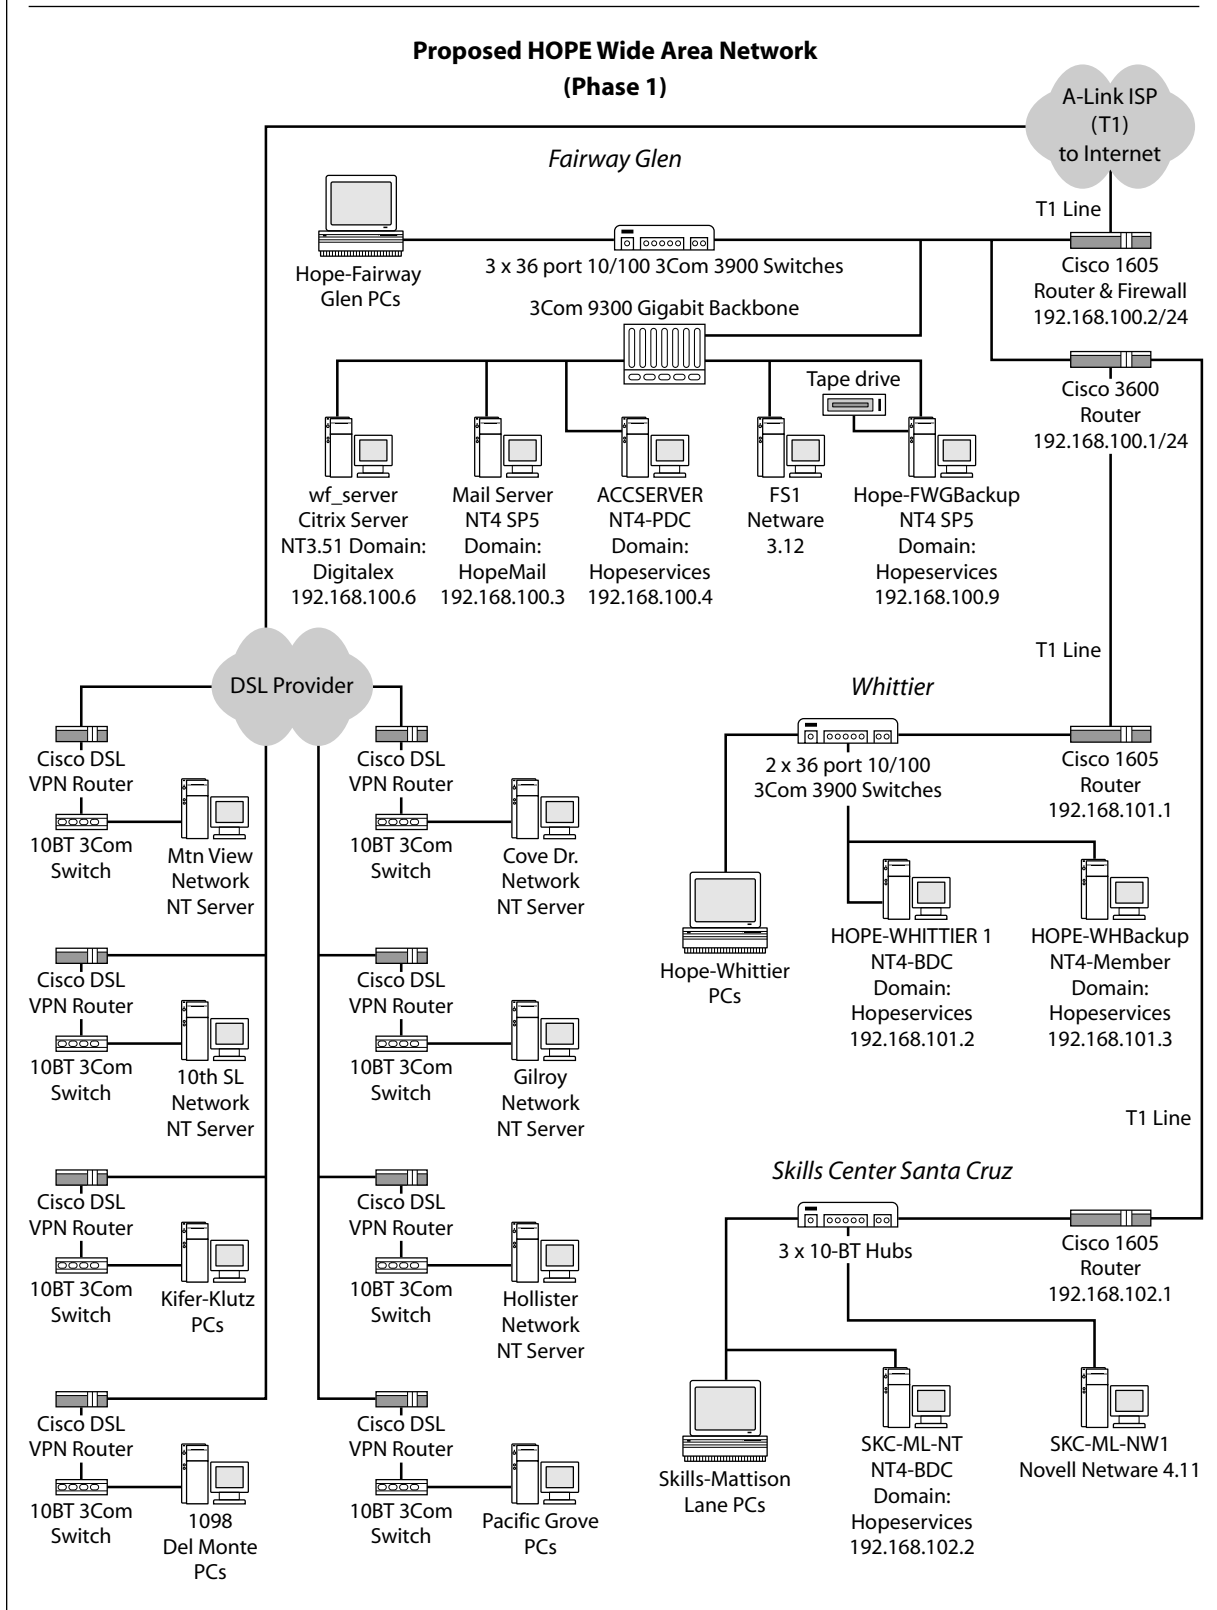 Proposed HOPE Wide Area Network
(Phase 1)
A-Link ISP
(T1)
to Internet
Fairway Glen
T1 Line
Hope-Fairway
Glen PCs
3 x 36 port 10/100 3Com 3900 Switches
Cisco 1605
Router & Firewall
192.168.100.2/24
3Com 9300 Gigabit Backbone
Tape drive
Cisco 3600
Router
192.168.100.1/24
wf_server
Citrix Server
NT3.51 Domain:
Digitalex
192.168.100.6
Mail Server
NT4 SP5
Domain:
HopeMail
192.168.100.3
ACCSERVER
NT4-PDC
Domain:
Hopeservices
192.168.100.4
FS1
Netware
3.12
Hope-FWGBackup
NT4 SP5
Domain:
Hopeservices
192.168.100.9
T1 Line
DSL Provider
Whittier
Cisco DSL
VPN Router
10BT 3Com
Switch
Mtn View
Network
NT Server
Cisco DSL
VPN Router
10BT 3Com
Switch
Cove Dr.
Network
NT Server
2 x 36 port 10/100
3Com 3900 Switches
Cisco 1605
Router
192.168.101.1
Hope-Whittier
PCs
HOPE-WHITTIER 1
NT4-BDC
Domain:
Hopeservices
192.168.101.2
HOPE-WHBackup
NT4-Member
Domain:
Hopeservices
192.168.101.3
Cisco DSL
VPN Router
10BT 3Com
Switch
10th SL
Network
NT Server
Cisco DSL
VPN Router
10BT 3Com
Switch
Gilroy
Network
NT Server
T1 Line
Skills Center Santa Cruz
Cisco DSL
VPN Router
10BT 3Com
Switch
Kifer-Klutz
PCs
Cisco DSL
VPN Router
10BT 3Com
Switch
Hollister
Network
NT Server
3 x 10-BT Hubs
Cisco 1605
Router
192.168.102.1
Cisco DSL
VPN Router
10BT 3Com
Switch
1098
Del Monte
PCs
Cisco DSL
VPN Router
10BT 3Com
Switch
Pacific Grove
PCs
Skills-Mattison
Lane PCs
SKC-ML-NT
NT4-BDC
Domain:
Hopeservices
192.168.102.2
SKC-ML-NW1
Novell Netware 4.11